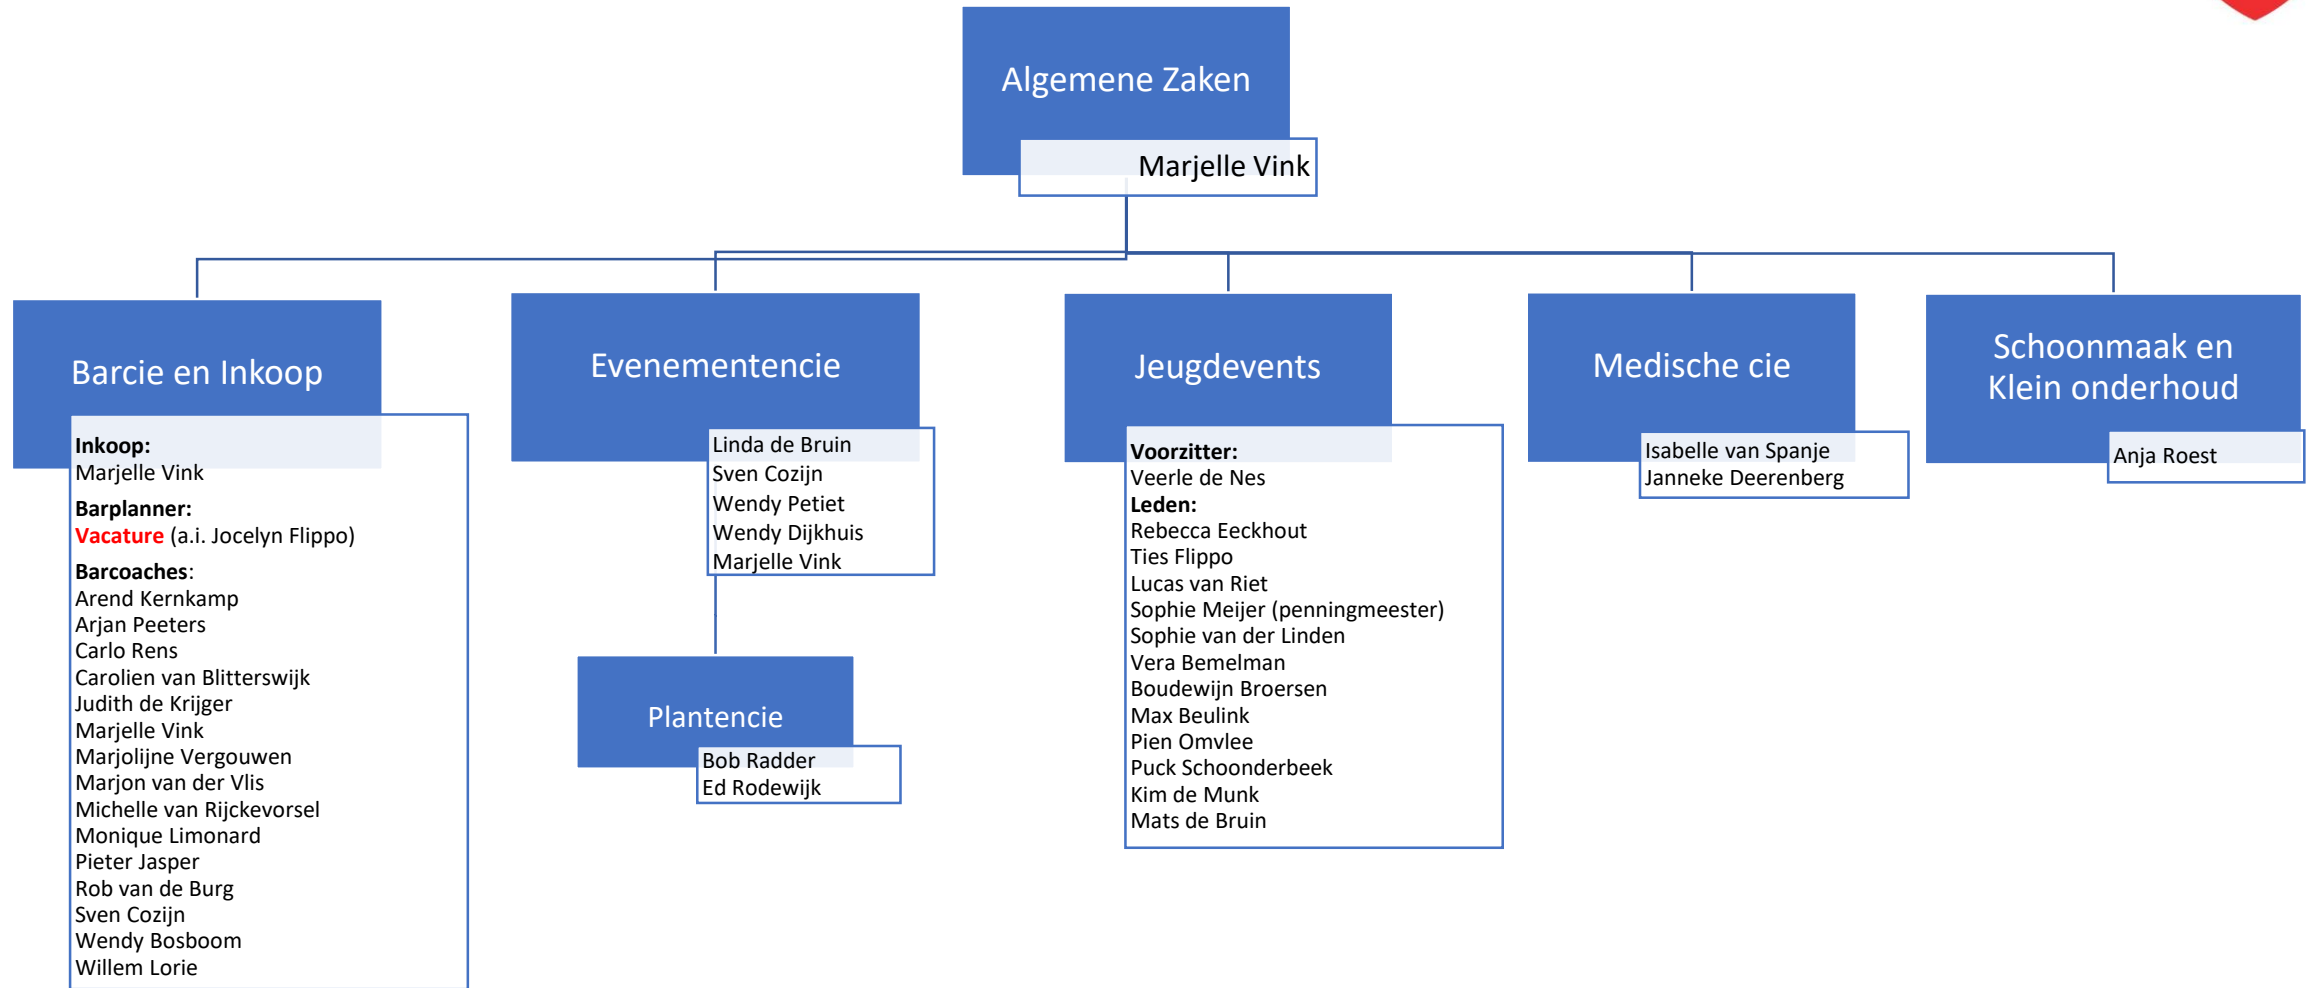 Algemene Zaken
Marjelle Vink
Barcie en Inkoop
Inkoop:
Marjelle Vink
Barplanner:
Vacature (a.i. Jocelyn Flippo)
Barcoaches:
Arend Kernkamp
Arjan Peeters
Carlo Rens
Carolien van Blitterswijk
Judith de Krijger
Marjelle Vink
Marjolijne Vergouwen
Marjon van der Vlis
Michelle van Rijckevorsel
Monique Limonard
Pieter Jasper
Rob van de Burg
Sven Cozijn
Wendy Bosboom
Willem Lorie
Evenementencie
Linda de Bruin
Sven Cozijn
Wendy Petiet
Wendy Dijkhuis
Marjelle Vink
Plantencie
Bob Radder
Ed Rodewijk
Jeugdevents
Voorzitter:
Veerle de Nes
Leden:
Rebecca Eeckhout
Ties Flippo
Lucas van Riet
Sophie Meijer (penningmeester)
Sophie van der Linden
Vera Bemelman
Boudewijn Broersen
Max Beulink
Pien Omvlee
Puck Schoonderbeek
Kim de Munk
Mats de Bruin
Medische cie
Isabelle van Spanje
Janneke Deerenberg
Schoonmaak en
Klein onderhoud
Anja Roest